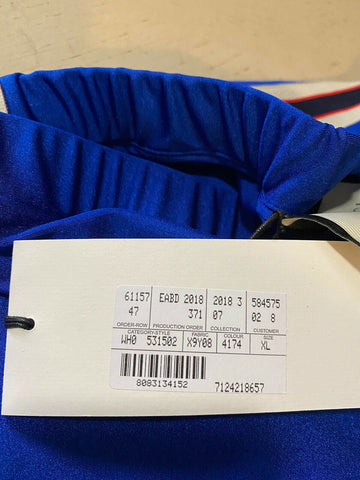 61157 EABD 2018 2018 3 584575
47 371 07 02 8
ORDER-ROW PRODUCTION ORDER COLLECTION CUSTOMER
CATEGORY-STYLE FABRIC COLOUR SIZE
WH0 531502 X9Y08 4174 XL
8083134152 7124218657